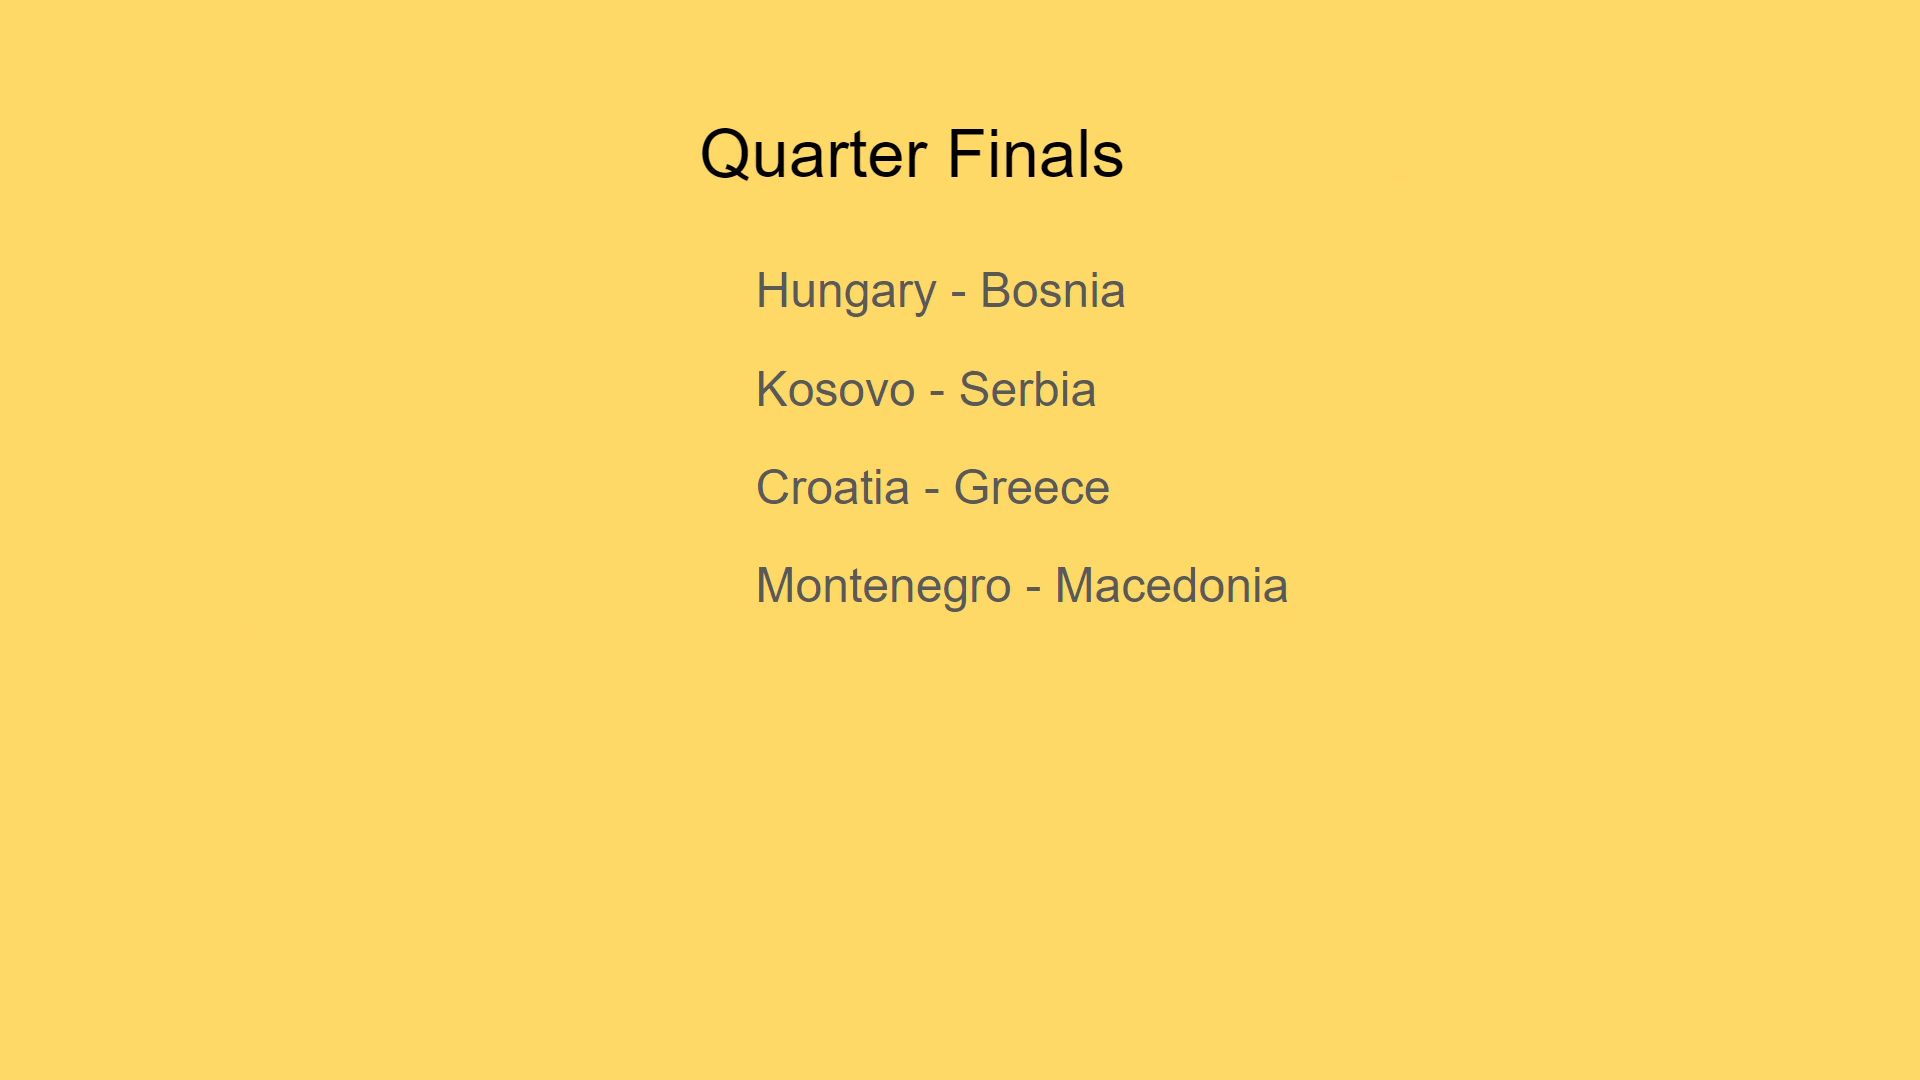 Quarter Finals
Hungary - Bosnia
Kosovo - Serbia
Croatia - Greece
Montenegro - Macedonia